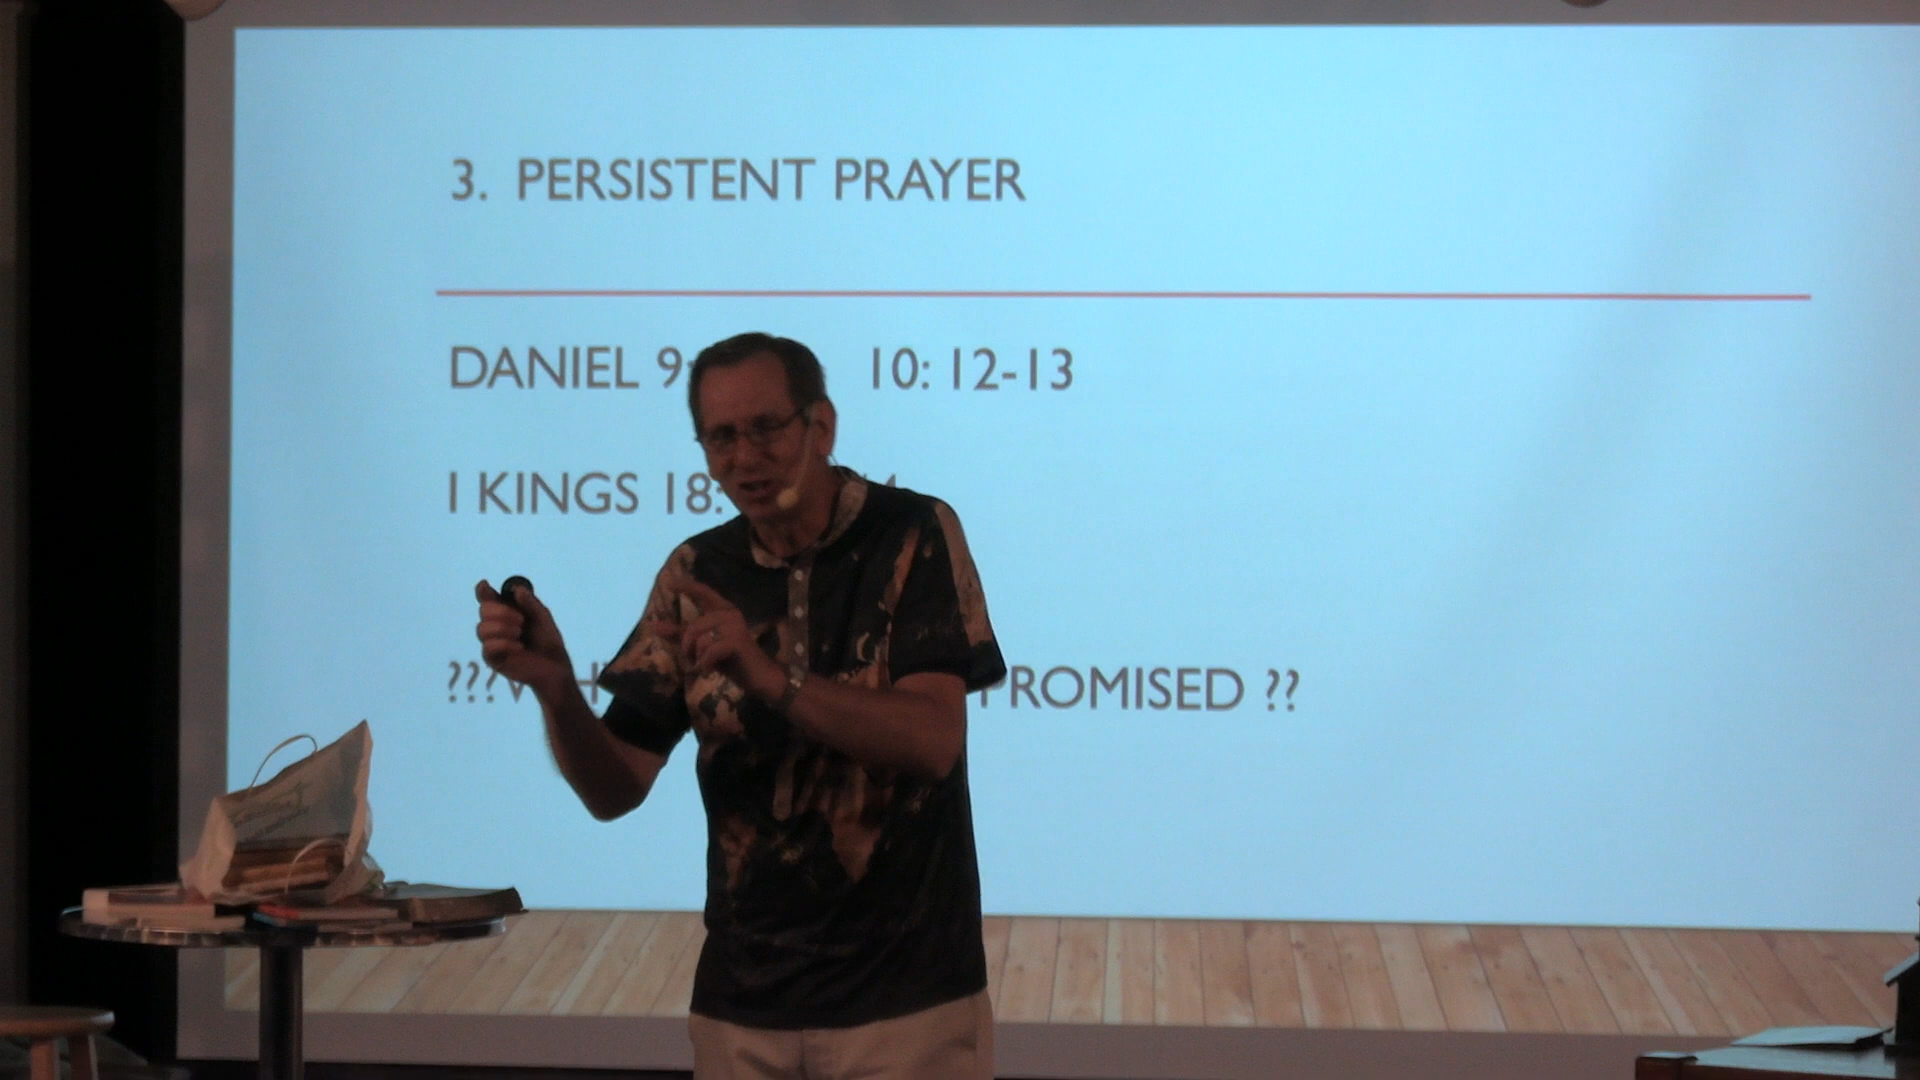 3. PERSISTENT PRAYER
DANIEL 9: 10: 12-13
I KINGS 18:
??? PROMISED ??